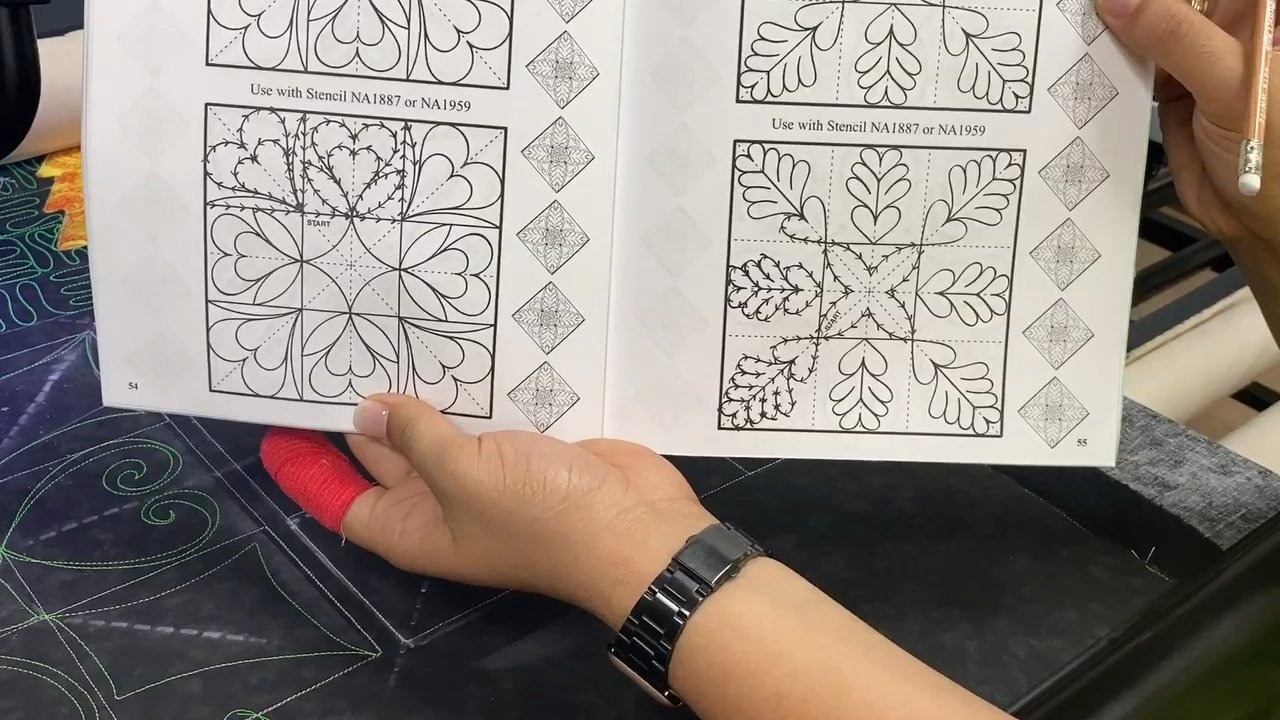 Use with Stencil NA1887 or NA1959
START
54
Use with Stencil NA1887 or NA1959
START
55